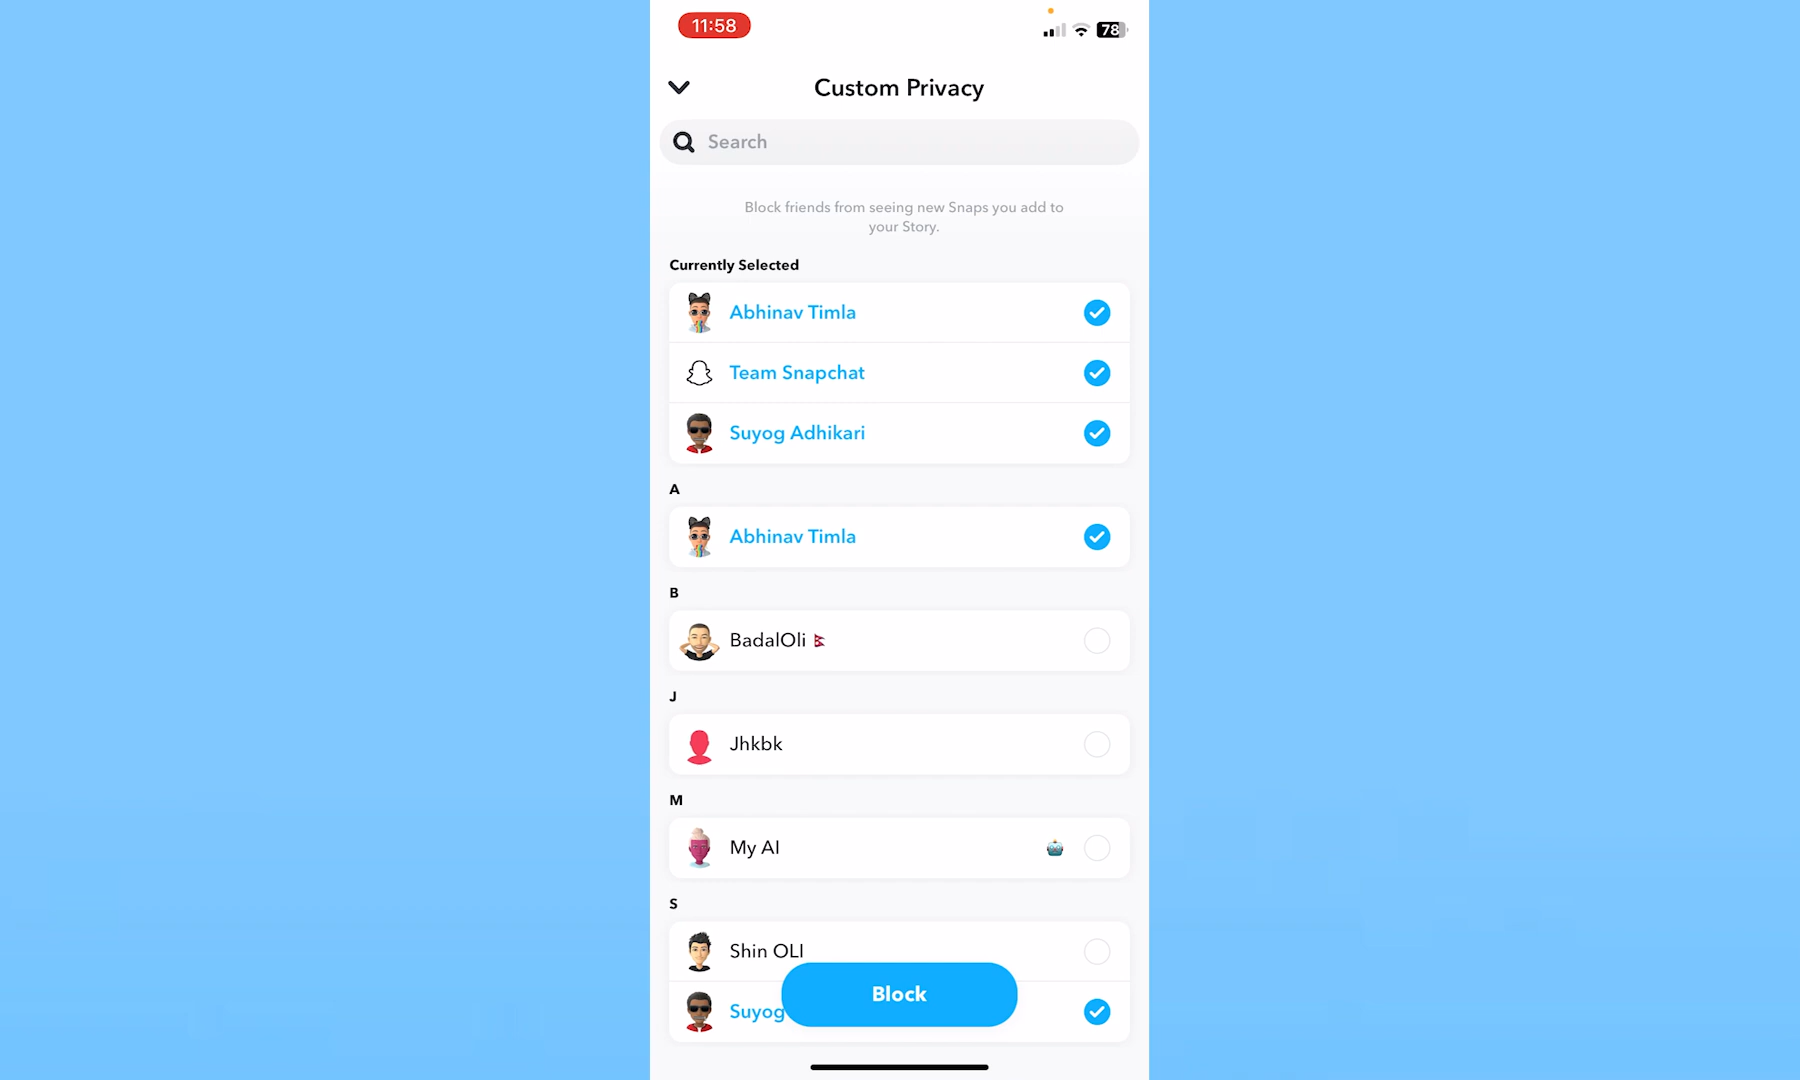 11:58
78
Custom Privacy
Search
Block friends from seeing new Snaps you add to
your Story.
Currently Selected
Abhinav Timla
Team Snapchat
Suyog Adhikari
A
Abhinav Timla
B
BadalOli 🇳🇵
J
Jhkbk
M
My AI
S
Shin OLI
Block
Suyog